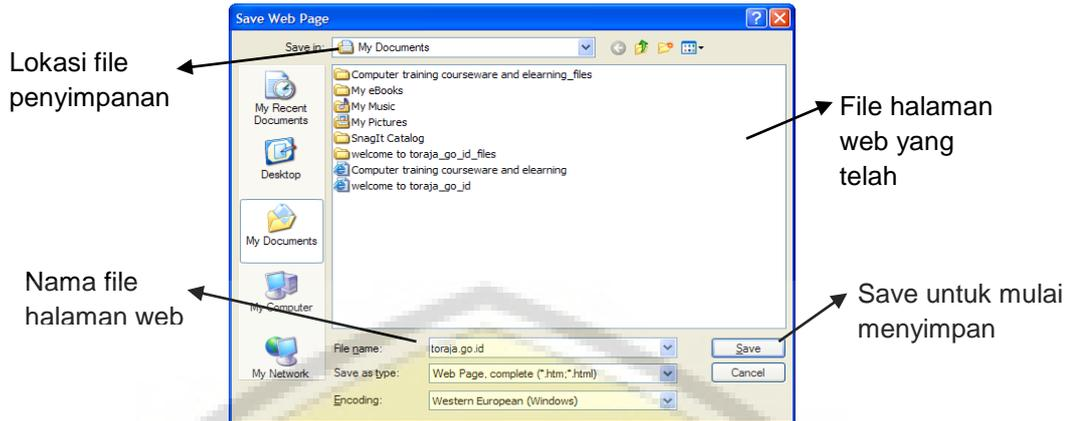 Save Web Page
Save in:
My Documents
Lokasi file
penyimpanan
My Recent
Documents
Desktop
My Documents
My Computer
My Network
Computer training courseware and elearning_files
My eBooks
My Music
My Pictures
SnagIt Catalog
welcome to toraja_go_id_files
Computer training courseware and elearning
welcome to toraja_go_id
File halaman
web yang
telah
Nama file
halaman web
File name:
toraja.go.id
Save
Save as type:
Web Page, complete (*.htm;*.html)
Cancel
Encoding:
Western European (Windows)
Save untuk mulai
menyimpan